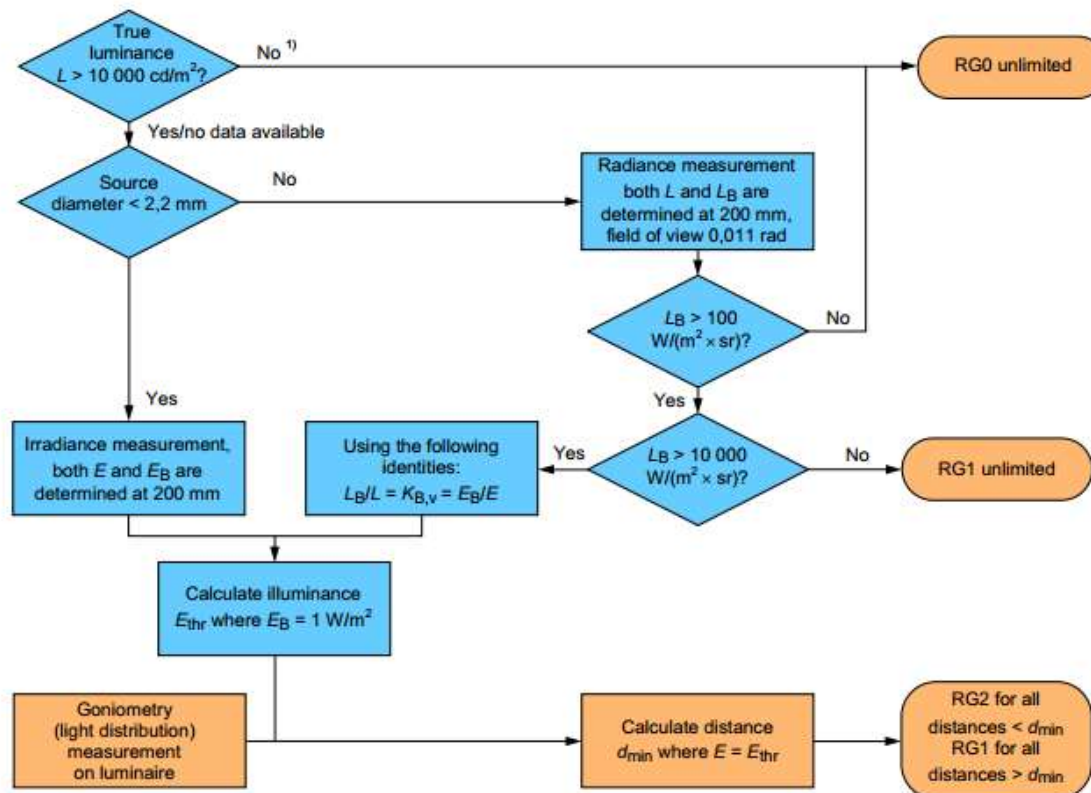 True
luminance
L > 10 000 cd/m²?
No ¹⁾
RG0 unlimited
Yes/no data available
Source
diameter < 2,2 mm
No
Radiance measurement
both L and LB are
determined at 200 mm,
field of view 0,011 rad
LB > 100
W/(m² × sr)?
No
Yes
Yes
Irradiance measurement,
both E and EB are
determined at 200 mm
Using the following
identities:
LB/L = KB,v = EB/E
Yes
LB > 10 000
W/(m² × sr)?
No
RG1 unlimited
Calculate illuminance
Ethr where EB = 1 W/m²
Goniometry
(light distribution)
measurement
on luminaire
Calculate distance
dmin where E = Ethr
RG2 for all
distances < dmin
RG1 for all
distances > dmin